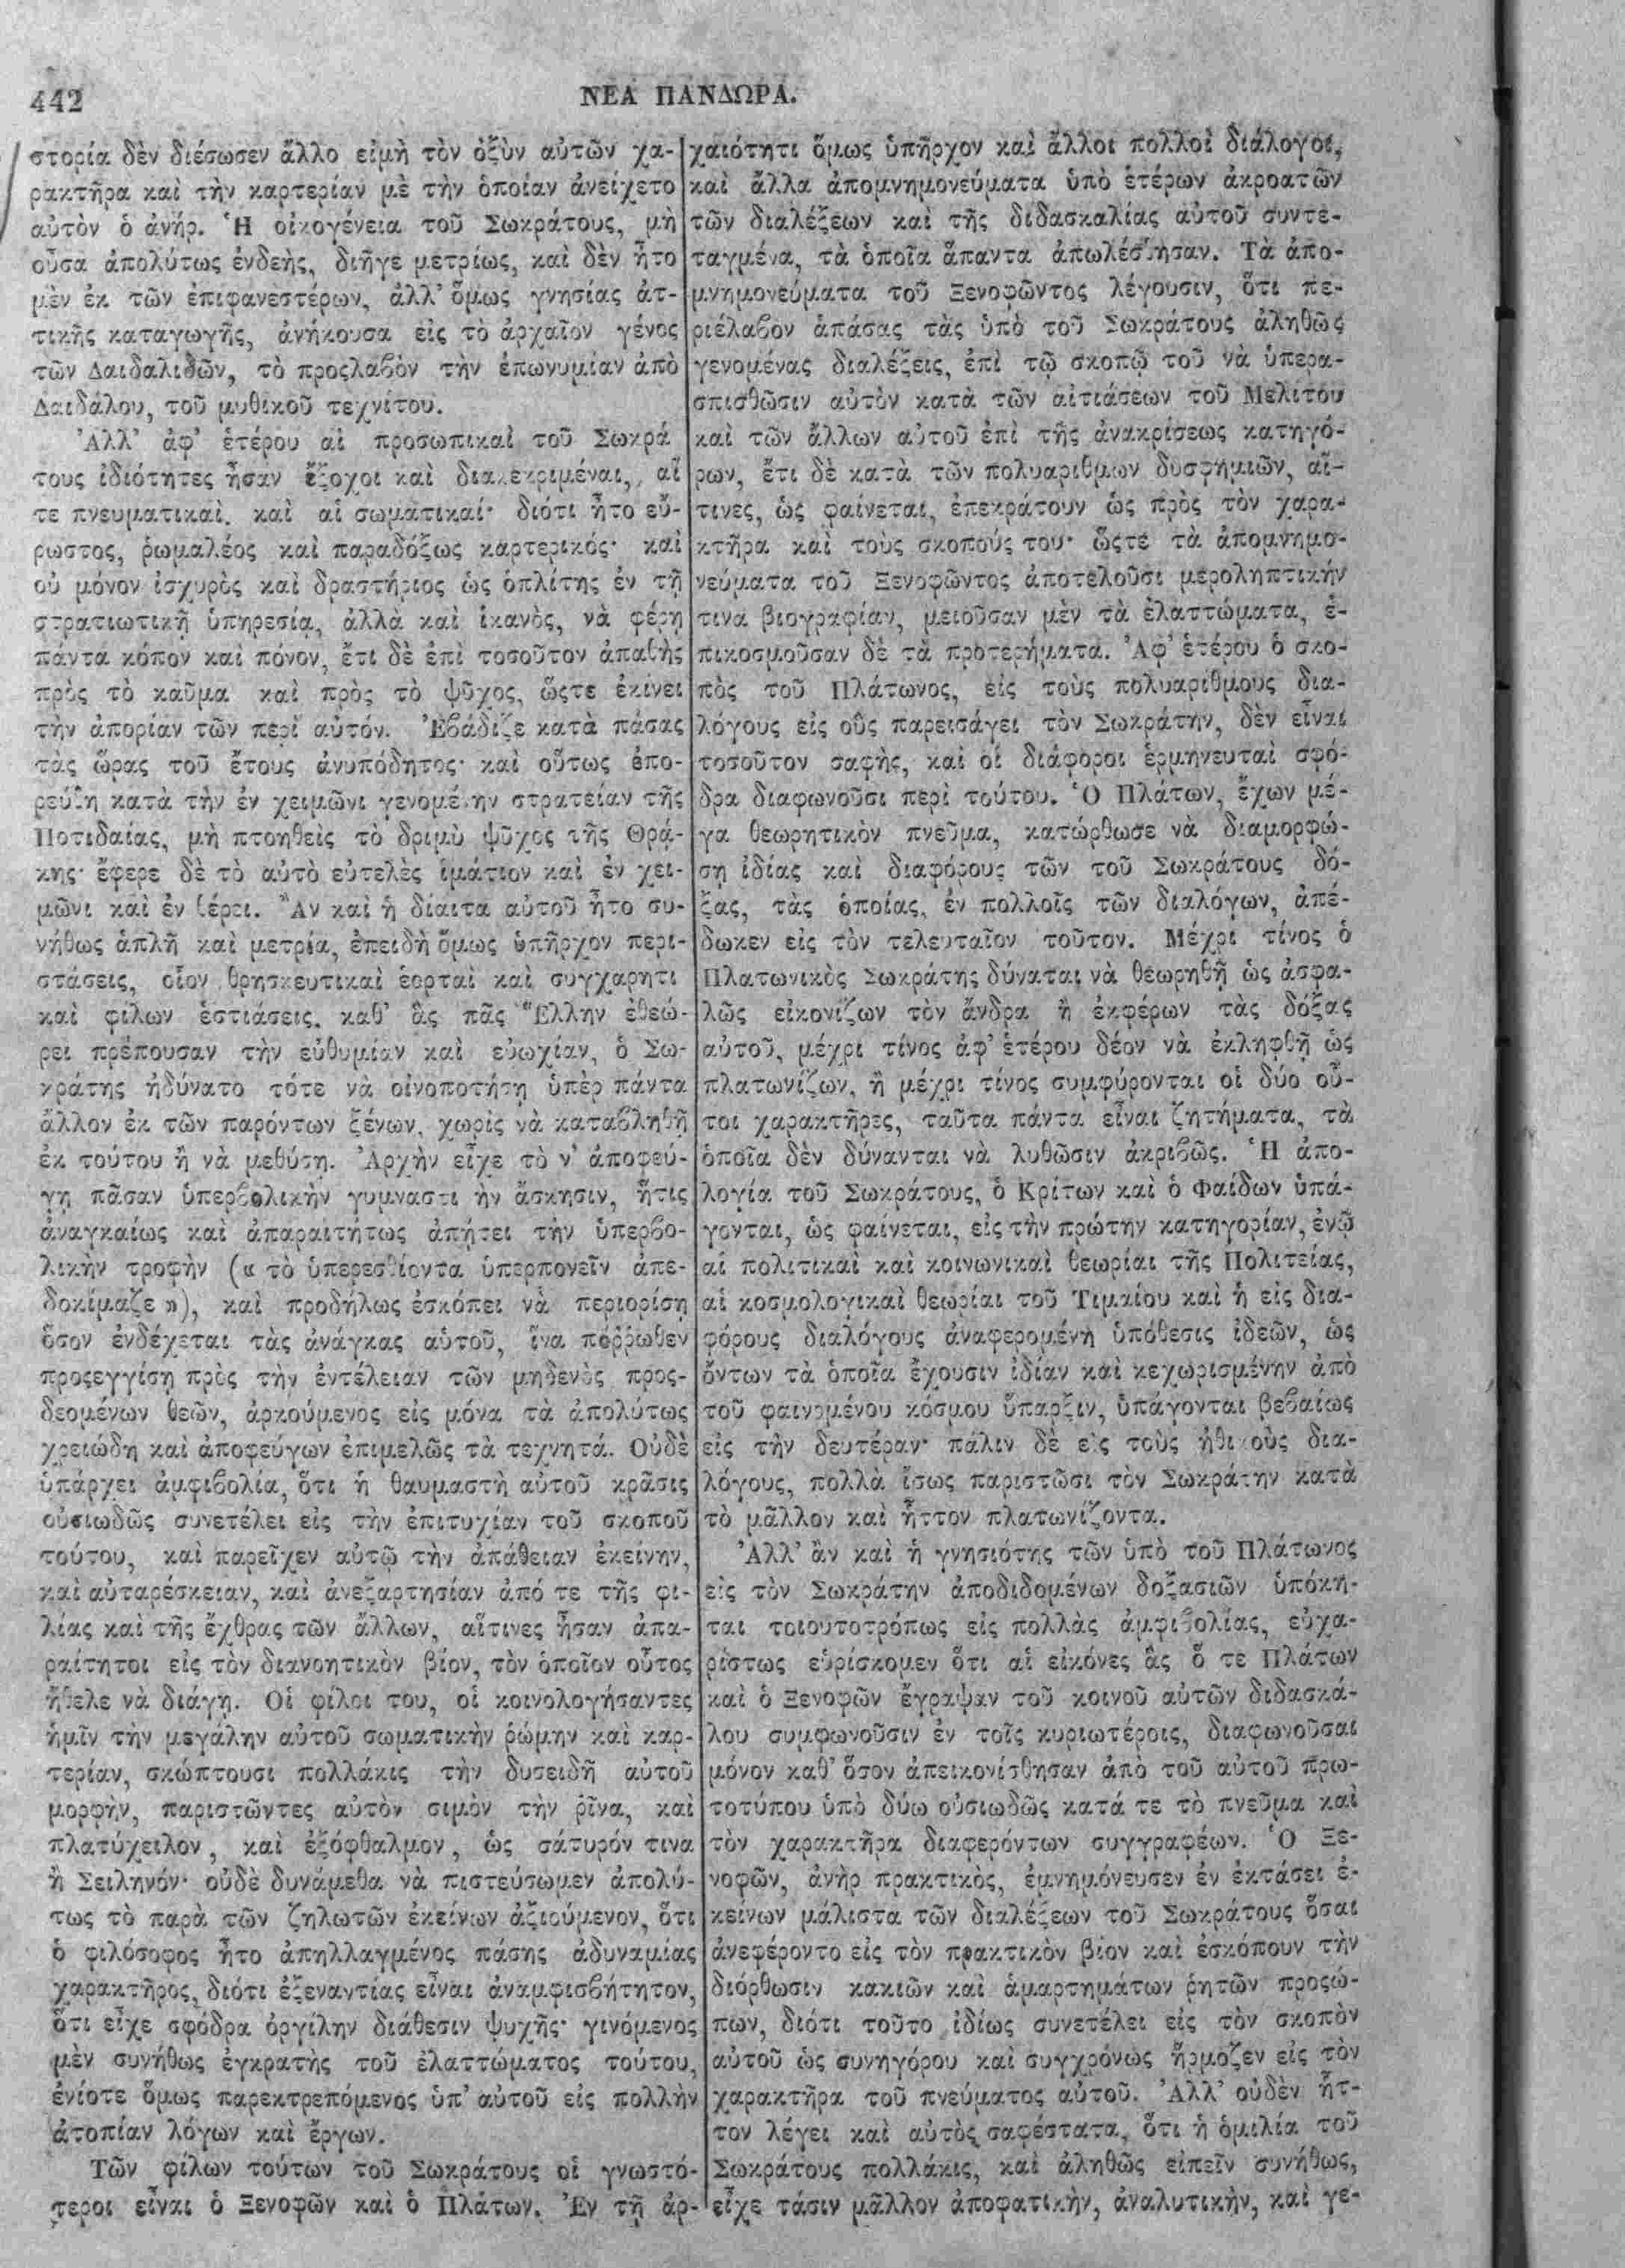 442
ΝΕΑ ΠΑΝΔΩΡΑ.
στορία δὲν διέσωσεν ἄλλο εἰμὴ τὸν ὀξὺν αὐτῶν χα-
ρακτῆρα καὶ τὴν καρτερίαν μὲ τὴν ὁποίαν ἀνείχετο
αὐτὸν ὁ ἀνήρ. Ἡ οἰκογένεια τοῦ Σωκράτους, μὴ
οὖσα ἀπολύτως ἐνδεὴς, διῆγε μετρίως, καὶ δὲν ἦτο
μὲν ἐκ τῶν ἐπιφανεστέρων, ἀλλ' ὅμως γνησίας ἀτ-
τικῆς καταγωγῆς, ἀνήκουσα εἰς τὸ ἀρχαῖον γένος
τῶν Δαιδαλιδῶν, τὸ προςλαβὸν τὴν ἐπωνυμίαν ἀπὸ
Δαιδάλου, τοῦ μυθικοῦ τεχνίτου.
Ἀλλ' ἀφ' ἑτέρου αἱ προσωπικαὶ τοῦ Σωκρά
τους ἰδιότητες ἦσαν ἔξοχοι καὶ διακεκριμέναι, αἵ
τε πνευματικαὶ. καὶ αἱ σωματικαί· διότι ἦτο εὔ-
ρωστος, ῥωμαλέος καὶ παραδόξως καρτερικός· καὶ
οὐ μόνον ἰσχυρὸς καὶ δραστήριος ὡς ὁπλίτης ἐν τῇ
στρατιωτικῇ ὑπηρεσίᾳ, ἀλλὰ καὶ ἱκανὸς, νὰ φέρῃ
πάντα κόπον καὶ πόνον, ἔτι δὲ ἐπὶ τοσοῦτον ἀπαθὴς
πρὸς τὸ καῦμα καὶ πρὸς τὸ ψῦχος, ὥςτε ἐκίνει
τὴν ἀπορίαν τῶν περὶ αὐτόν. Ἐβάδιζε κατὰ πάσας
τὰς ὥρας τοῦ ἔτους ἀνυπόδητος· καὶ οὕτως ἐπο-
ρεύθη κατὰ τὴν ἐν χειμῶνι γενομένην στρατείαν τῆς
Ποτιδαίας, μὴ πτοηθεὶς τὸ δριμὺ ψῦχος τῆς Θρά-
κης· ἔφερε δὲ τὸ αὐτὸ εὐτελὲς ἱμάτιον καὶ ἐν χει-
μῶνι καὶ ἐν θέρει. Ἂν καὶ ἡ δίαιτα αὐτοῦ ἦτο συ-
νήθως ἁπλῆ καὶ μετρία, ἐπειδὴ ὅμως ὑπῆρχον περι-
στάσεις, οἷον θρησκευτικαὶ ἑορταὶ καὶ συγχαρητι
καὶ φίλων ἑστιάσεις, καθ' ἃς πᾶς Ἕλλην ἐθεώ-
ρει πρέπουσαν τὴν εὐθυμίαν καὶ εὐωχίαν, ὁ Σω-
κράτης ἠδύνατο τότε νὰ οἰνοποτήσῃ ὑπὲρ πάντα
ἄλλον ἐκ τῶν παρόντων ξένων, χωρὶς νὰ καταβληθῇ
ἐκ τούτου ἢ νὰ μεθύσῃ. Ἀρχὴν εἶχε τὸ ν' ἀποφεύ-
γῃ πᾶσαν ὑπερβολικὴν γυμναστικὴν ἄσκησιν, ἥτις
ἀναγκαίως καὶ ἀπαραιτήτως ἀπῄτει τὴν ὑπερβο-
λικὴν τροφὴν (« τὸ ὑπερεσθίοντα ὑπερπονεῖν ἀπε-
δοκίμαζε »), καὶ προδήλως ἐσκόπει νὰ περιορίσῃ
ὅσον ἐνδέχεται τὰς ἀνάγκας αὐτοῦ, ἵνα πόρρωθεν
προςεγγίσῃ πρὸς τὴν ἐντέλειαν τῶν μηδενὸς προς-
δεομένων θεῶν, ἀρκούμενος εἰς μόνα τὰ ἀπολύτως
χρειώδη καὶ ἀποφεύγων ἐπιμελῶς τὰ τεχνητά. Οὐδὲ
ὑπάρχει ἀμφιβολία, ὅτι ἡ θαυμαστὴ αὐτοῦ κρᾶσις
οὐσιωδῶς συνετέλει εἰς τὴν ἐπιτυχίαν τοῦ σκοποῦ
τούτου, καὶ παρεῖχεν αὐτῷ τὴν ἀπάθειαν ἐκείνην,
καὶ αὐταρέσκειαν, καὶ ἀνεξαρτησίαν ἀπό τε τῆς φι-
λίας καὶ τῆς ἔχθρας τῶν ἄλλων, αἵτινες ἦσαν ἀπα-
ραίτητοι εἰς τὸν διανοητικὸν βίον, τὸν ὁποῖον οὗτος
ἤθελε νὰ διάγῃ. Οἱ φίλοι του, οἱ κοινολογήσαντες
ἡμῖν τὴν μεγάλην αὐτοῦ σωματικὴν ῥώμην καὶ καρ-
τερίαν, σκώπτουσι πολλάκις τὴν δυσειδῆ αὐτοῦ
μορφὴν, παριστῶντες αὐτὸν σιμὸν τὴν ῥῖνα, καὶ
πλατύχειλον, καὶ ἐξόφθαλμον, ὡς σάτυρόν τινα
ἢ Σειληνόν· οὐδὲ δυνάμεθα νὰ πιστεύσωμεν ἀπολύ-
τως τὸ παρὰ τῶν ζηλωτῶν ἐκείνων ἀξιούμενον, ὅτι
ὁ φιλόσοφος ἦτο ἀπηλλαγμένος πάσης ἀδυναμίας
χαρακτῆρος, διότι ἐξεναντίας εἶναι ἀναμφισβήτητον,
ὅτι εἶχε σφόδρα ὀργίλην διάθεσιν ψυχῆς· γινόμενος
μὲν συνήθως ἐγκρατὴς τοῦ ἐλαττώματος τούτου,
ἐνίοτε ὅμως παρεκτρεπόμενος ὑπ' αὐτοῦ εἰς πολλὴν
ἀτοπίαν λόγων καὶ ἔργων.
Τῶν φίλων τούτων τοῦ Σωκράτους οἱ γνωστό-
τεροι εἶναι ὁ Ξενοφῶν καὶ ὁ Πλάτων. Ἐν τῇ ἀρ-
χαιότητι ὅμως ὑπῆρχον καὶ ἄλλοι πολλοὶ διάλογοι,
καὶ ἄλλα ἀπομνημονεύματα ὑπὸ ἑτέρων ἀκροατῶν
τῶν διαλέξεων καὶ τῆς διδασκαλίας αὐτοῦ συντε-
ταγμένα, τὰ ὁποῖα ἅπαντα ἀπωλέσθησαν. Τὰ ἀπο-
μνημονεύματα τοῦ Ξενοφῶντος λέγουσιν, ὅτι πε-
ριέλαβον ἁπάσας τὰς ὑπὸ τοῦ Σωκράτους ἀληθῶς
γενομένας διαλέξεις, ἐπὶ τῷ σκοπῷ τοῦ νὰ ὑπερα-
σπισθῶσιν αὐτὸν κατὰ τῶν αἰτιάσεων τοῦ Μελίτου
καὶ τῶν ἄλλων αὐτοῦ ἐπὶ τῆς ἀνακρίσεως κατηγό-
ρων, ἔτι δὲ κατὰ τῶν πολυαρίθμων δυσφημιῶν, αἵ-
τινες, ὡς φαίνεται, ἐπεκράτουν ὡς πρὸς τὸν χαρα-
κτῆρα καὶ τοὺς σκοπούς του· ὥςτε τὰ ἀπομνημο-
νεύματα τοῦ Ξενοφῶντος ἀποτελοῦσι μεροληπτικήν
τινα βιογραφίαν, μειοῦσαν μὲν τὰ ἐλαττώματα, ἐ-
πικοσμοῦσαν δὲ τὰ προτερήματα. Ἀφ' ἑτέρου ὁ σκο-
πὸς τοῦ Πλάτωνος, εἰς τοὺς πολυαρίθμους δια-
λόγους εἰς οὓς παρεισάγει τὸν Σωκράτην, δὲν εἶναι
τοσοῦτον σαφὴς, καὶ οἱ διάφοροι ἑρμηνευταὶ σφό-
δρα διαφωνοῦσι περὶ τούτου. Ὁ Πλάτων, ἔχων μέ-
γα θεωρητικὸν πνεῦμα, κατώρθωσε νὰ διαμορφώ-
σῃ ἰδίας καὶ διαφόρους τῶν τοῦ Σωκράτους δό-
ξας, τὰς ὁποίας, ἐν πολλοῖς τῶν διαλόγων, ἀπέ-
δωκεν εἰς τὸν τελευταῖον τοῦτον. Μέχρι τίνος ὁ
Πλατωνικὸς Σωκράτης δύναται νὰ θεωρηθῇ ὡς ἀσφα-
λῶς εἰκονίζων τὸν ἄνδρα ἢ ἐκφέρων τὰς δόξας
αὐτοῦ, μέχρι τίνος ἀφ' ἑτέρου δέον νὰ ἐκληφθῇ ὡς
πλατωνίζων, ἢ μέχρι τίνος συμφύρονται οἱ δύο οὗ-
τοι χαρακτῆρες, ταῦτα πάντα εἶναι ζητήματα, τὰ
ὁποῖα δὲν δύνανται νὰ λυθῶσιν ἀκριβῶς. Ἡ ἀπο-
λογία τοῦ Σωκράτους, ὁ Κρίτων καὶ ὁ Φαίδων ὑπά-
γονται, ὡς φαίνεται, εἰς τὴν πρώτην κατηγορίαν, ἐνῷ
αἱ πολιτικαὶ καὶ κοινωνικαὶ θεωρίαι τῆς Πολιτείας,
αἱ κοσμολογικαὶ θεωρίαι τοῦ Τιμαίου καὶ ἡ εἰς δια-
φόρους διαλόγους ἀναφερομένη ὑπόθεσις ἰδεῶν, ὡς
ὄντων τὰ ὁποῖα ἔχουσιν ἰδίαν καὶ κεχωρισμένην ἀπὸ
τοῦ φαινομένου κόσμου ὕπαρξιν, ὑπάγονται βεβαίως
εἰς τὴν δευτέραν· πάλιν δὲ εἰς τοὺς ἠθικοὺς δια-
λόγους, πολλὰ ἴσως παριστῶσι τὸν Σωκράτην κατὰ
τὸ μᾶλλον καὶ ἧττον πλατωνίζοντα.
Ἀλλ' ἂν καὶ ἡ γνησιότης τῶν ὑπὸ τοῦ Πλάτωνος
εἰς τὸν Σωκράτην ἀποδιδομένων δοξασιῶν ὑπόκει-
ται τοιουτοτρόπως εἰς πολλὰς ἀμφιβολίας, εὐχα-
ρίστως εὑρίσκομεν ὅτι αἱ εἰκόνες ἃς ὅ τε Πλάτων
καὶ ὁ Ξενοφῶν ἔγραψαν τοῦ κοινοῦ αὐτῶν διδασκά-
λου συμφωνοῦσιν ἐν τοῖς κυριωτέροις, διαφωνοῦσαι
μόνον καθ' ὅσον ἀπεικονίσθησαν ἀπὸ τοῦ αὐτοῦ πρω-
τοτύπου ὑπὸ δύω οὐσιωδῶς κατά τε τὸ πνεῦμα καὶ
τὸν χαρακτῆρα διαφερόντων συγγραφέων. Ὁ Ξε-
νοφῶν, ἀνὴρ πρακτικὸς, ἐμνημόνευσεν ἐν ἐκτάσει ἐ-
κείνων μάλιστα τῶν διαλέξεων τοῦ Σωκράτους ὅσαι
ἀνεφέροντο εἰς τὸν πρακτικὸν βίον καὶ ἐσκόπουν τὴν
διόρθωσιν κακιῶν καὶ ἁμαρτημάτων ῥητῶν προςώ-
πων, διότι τοῦτο ἰδίως συνετέλει εἰς τὸν σκοπὸν
αὐτοῦ ὡς συνηγόρου καὶ συγχρόνως ἥρμοζεν εἰς τὸν
χαρακτῆρα τοῦ πνεύματος αὐτοῦ. Ἀλλ' οὐδὲν ἧτ-
τον λέγει καὶ αὐτὸς σαφέστατα, ὅτι ἡ ὁμιλία τοῦ
Σωκράτους πολλάκις, καὶ ἀληθῶς εἰπεῖν συνήθως,
εἶχε τάσιν μᾶλλον ἀποφατικὴν, ἀναλυτικὴν, καὶ γε-